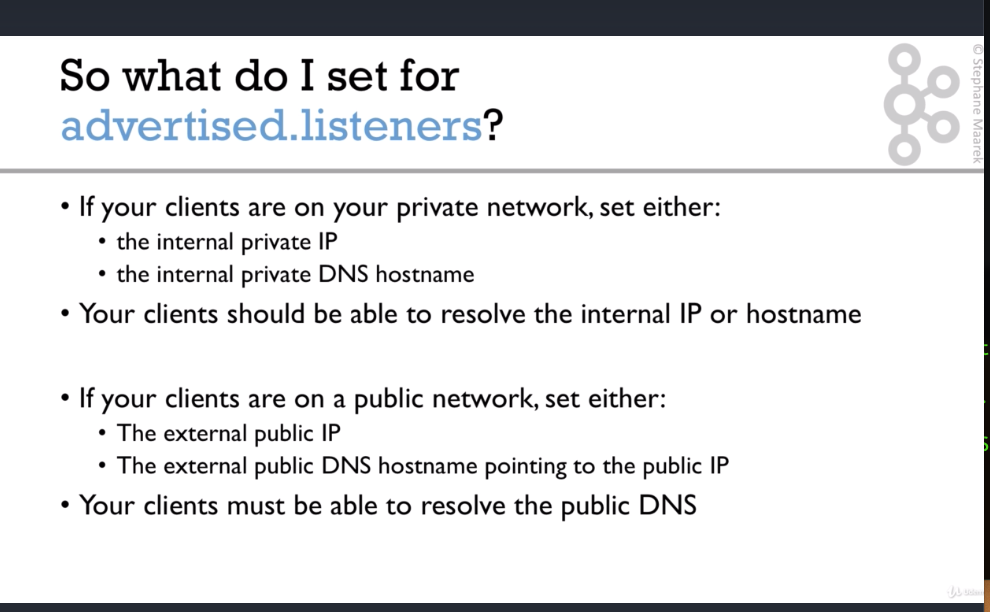 So what do I set for
advertised.listeners?
© Stephane Maarek
• If your clients are on your private network, set either:
• the internal private IP
• the internal private DNS hostname
• Your clients should be able to resolve the internal IP or hostname
• If your clients are on a public network, set either:
• The external public IP
• The external public DNS hostname pointing to the public IP
• Your clients must be able to resolve the public DNS